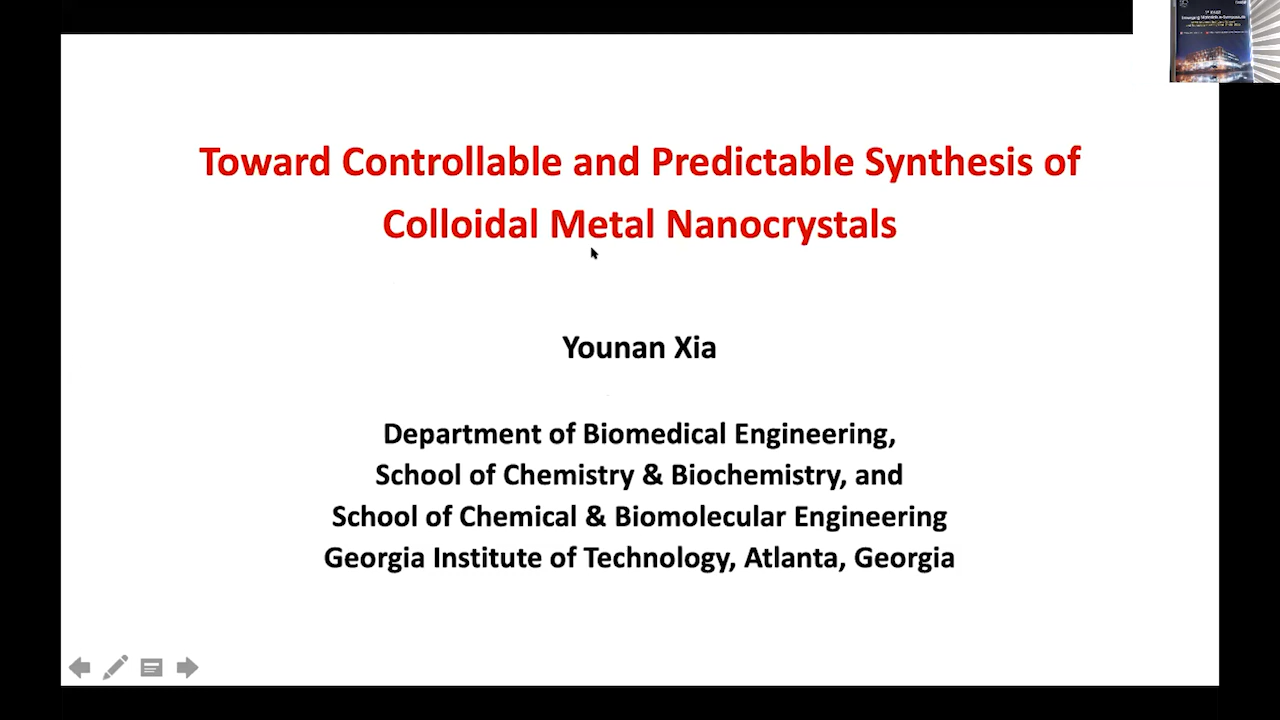 Toward Controllable and Predictable Synthesis of
Colloidal Metal Nanocrystals
Younan Xia
Department of Biomedical Engineering,
School of Chemistry & Biochemistry, and
School of Chemical & Biomolecular Engineering
Georgia Institute of Technology, Atlanta, Georgia